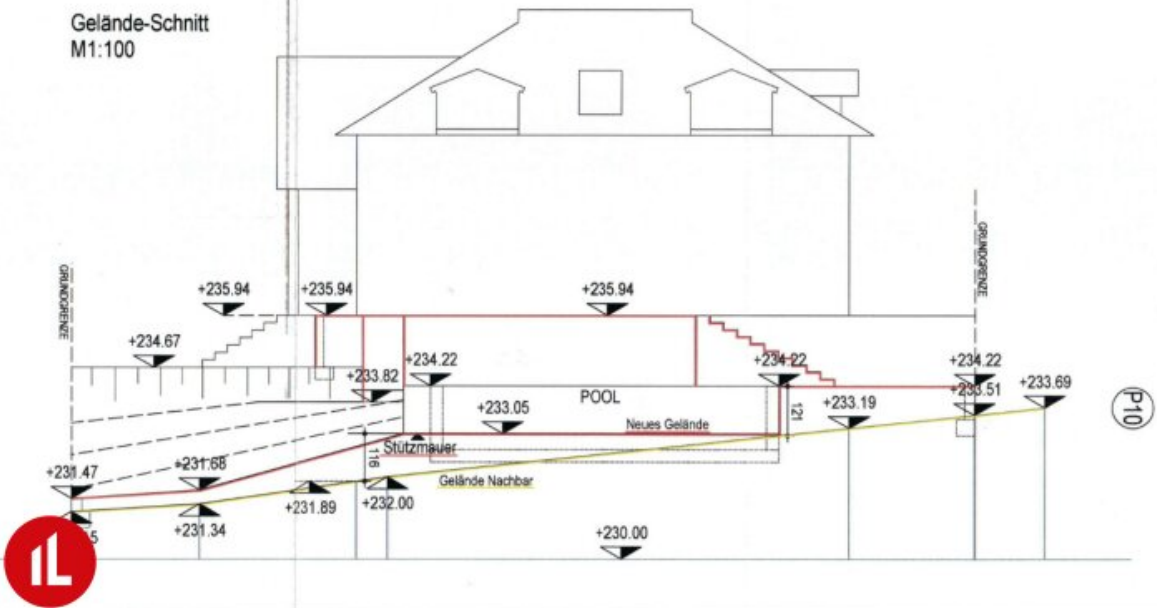 Gelände-Schnitt
M1:100
GRUNDGRENZE
GRUNDGRENZE
+235.94
+235.94
+235.94
+234.67
+234.22
+234.22
+234.22
+233.82
POOL
+233.51
+233.69
+233.05
Neues Gelände
121
+233.19
P10
Stützmauer
116
+231.47
+231.68
Gelände Nachbar
+231.89
+232.00
+231.34
5
+230.00
IL